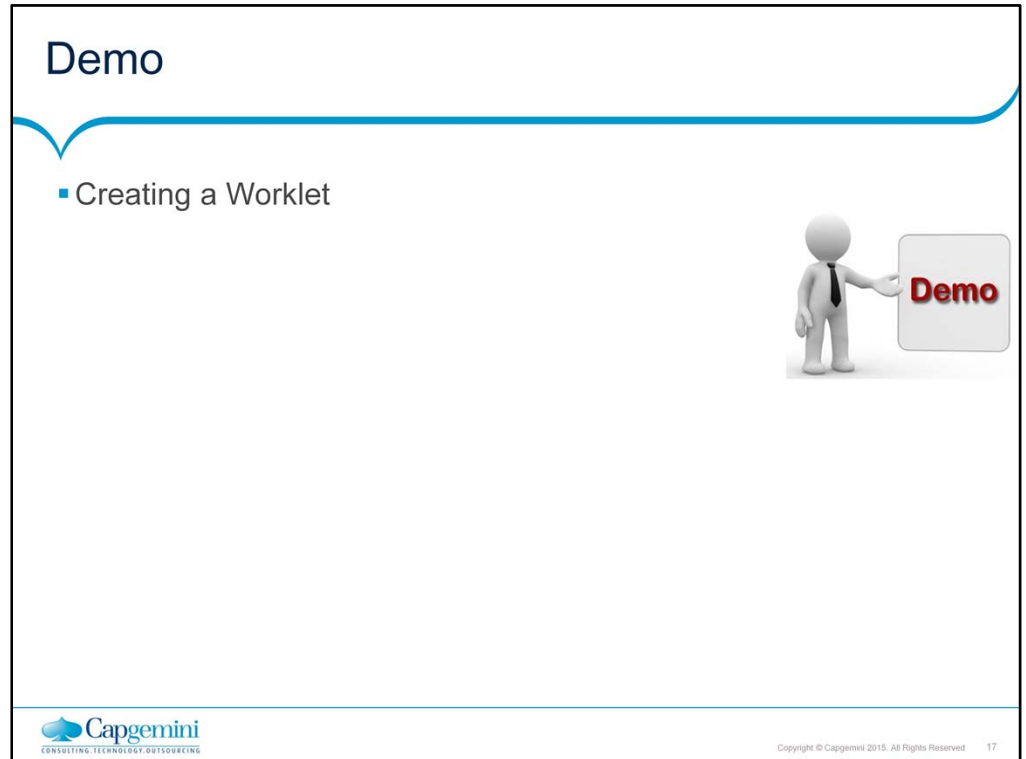 Demo
▪ Creating a Worklet
Demo
Capgemini
CONSULTING.TECHNOLOGY.OUTSOURCING
Copyright © Capgemini 2015. All Rights Reserved 17